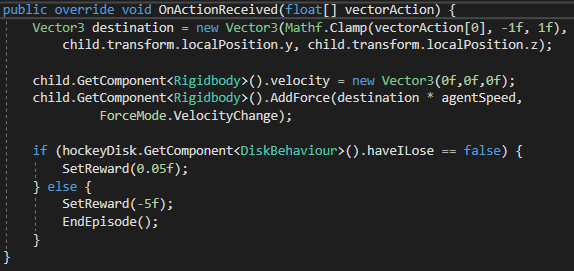 public override void OnActionReceived(float[] vectorAction) {
Vector3 destination = new Vector3(Mathf.Clamp(vectorAction[0], -1f, 1f),
child.transform.localPosition.y, child.transform.localPosition.z);
child.GetComponent<Rigidbody>().velocity = new Vector3(0f,0f,0f);
child.GetComponent<Rigidbody>().AddForce(destination * agentSpeed,
ForceMode.VelocityChange);
if (hockeyDisk.GetComponent<DiskBehaviour>().haveILose == false) {
SetReward(0.05f);
} else {
SetReward(-5f);
EndEpisode();
}
}